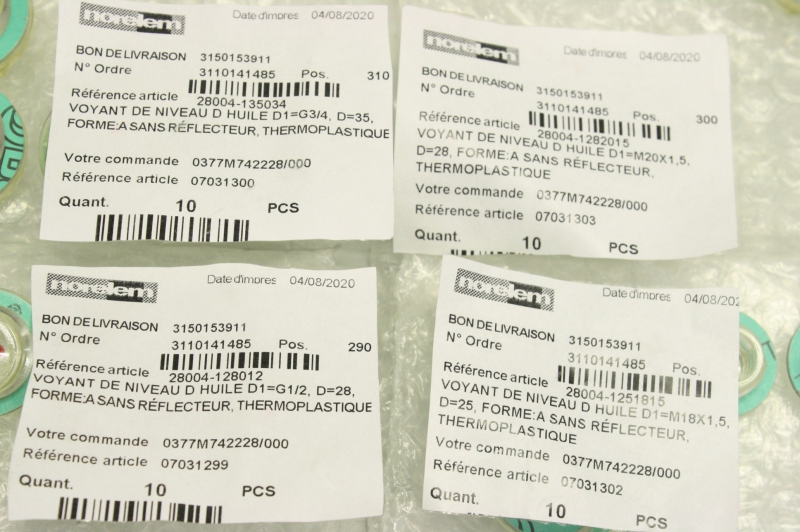 norelem Date d'impres 04/08/2020
BON DE LIVRAISON 3150153911
N° Ordre 3110141485 Pos. 310
Référence article
28004-135034
VOYANT DE NIVEAU D HUILE D1=G3/4, D=35,
FORME:A SANS RÉFLECTEUR, THERMOPLASTIQUE
Votre commande 0377M742228/000
Référence article 07031300
Quant. 10 PCS
norelem Date d'impres 04/08/2020
BON DE LIVRAISON 3150153911
N° Ordre 3110141485 Pos. 300
Référence article
28004-1282015
VOYANT DE NIVEAU D HUILE D1=M20X1,5,
D=28, FORME:A SANS RÉFLECTEUR,
THERMOPLASTIQUE
Votre commande 0377M742228/000
Référence article 07031303
Quant. 10 PCS
norelem Date d'impres 04/08/2020
BON DE LIVRAISON 3150153911
N° Ordre 3110141485 Pos. 290
Référence article
28004-128012
VOYANT DE NIVEAU D HUILE D1=G1/2, D=28,
FORME:A SANS RÉFLECTEUR, THERMOPLASTIQUE
Votre commande 0377M742228/000
Référence article 07031299
Quant. 10 PCS
norelem Date d'impres 04/08/202
BON DE LIVRAISON 3150153911
N° Ordre 3110141485 Pos.
Référence article
28004-1251815
VOYANT DE NIVEAU D HUILE D1=M18X1,5,
D=25, FORME:A SANS RÉFLECTEUR,
THERMOPLASTIQUE
Votre commande 0377M742228/000
Référence article 07031302
Quant. 10 PCS